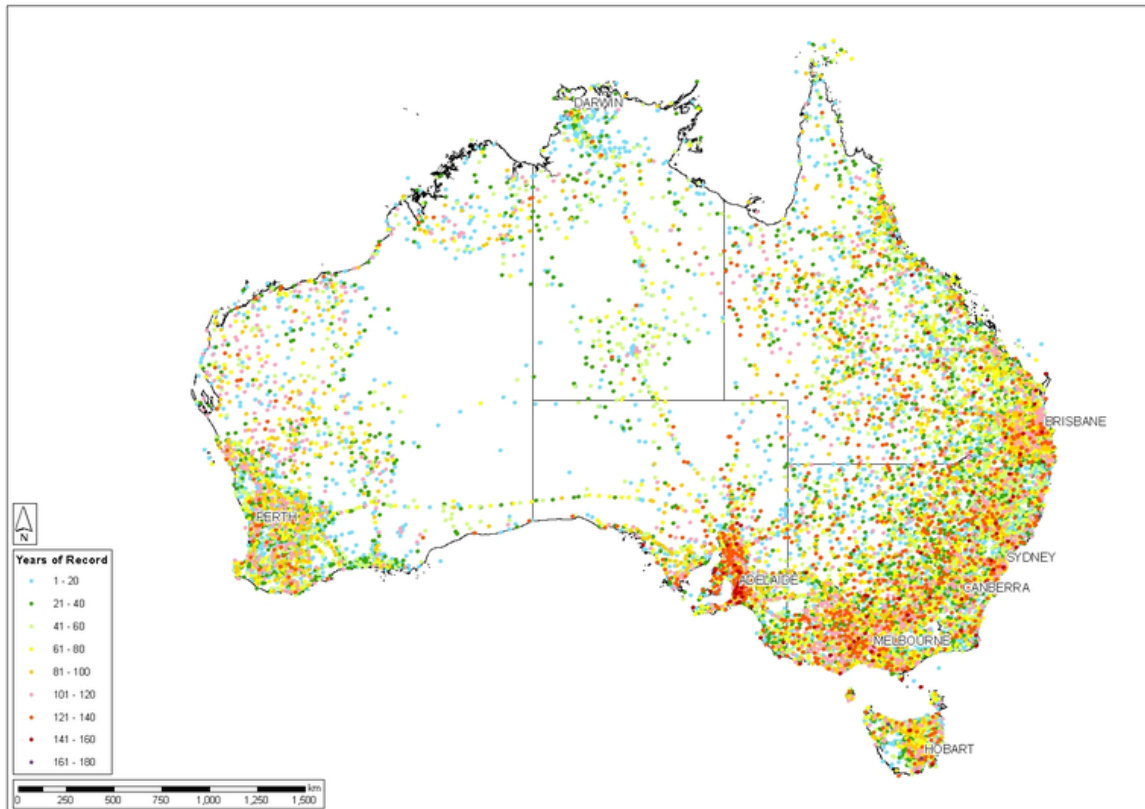 DARWIN
BRISBANE
PERTH
SYDNEY
ADELAIDE
CANBERRA
MELBOURNE
HOBART
N
Years of Record
1 - 20
21 - 40
41 - 60
61 - 80
81 - 100
101 - 120
121 - 140
141 - 160
161 - 180
km
0 250 500 750 1,000 1,250 1,500